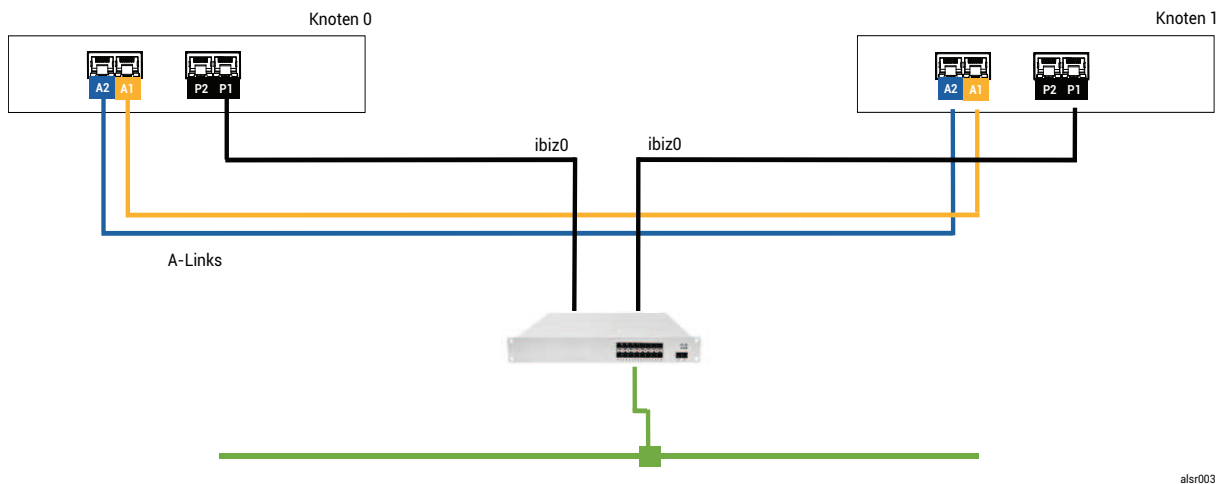 Knoten 0
Knoten 1
A2 A1 P2 P1
A2 A1 P2 P1
ibiz0
ibiz0
A-Links
alsr003